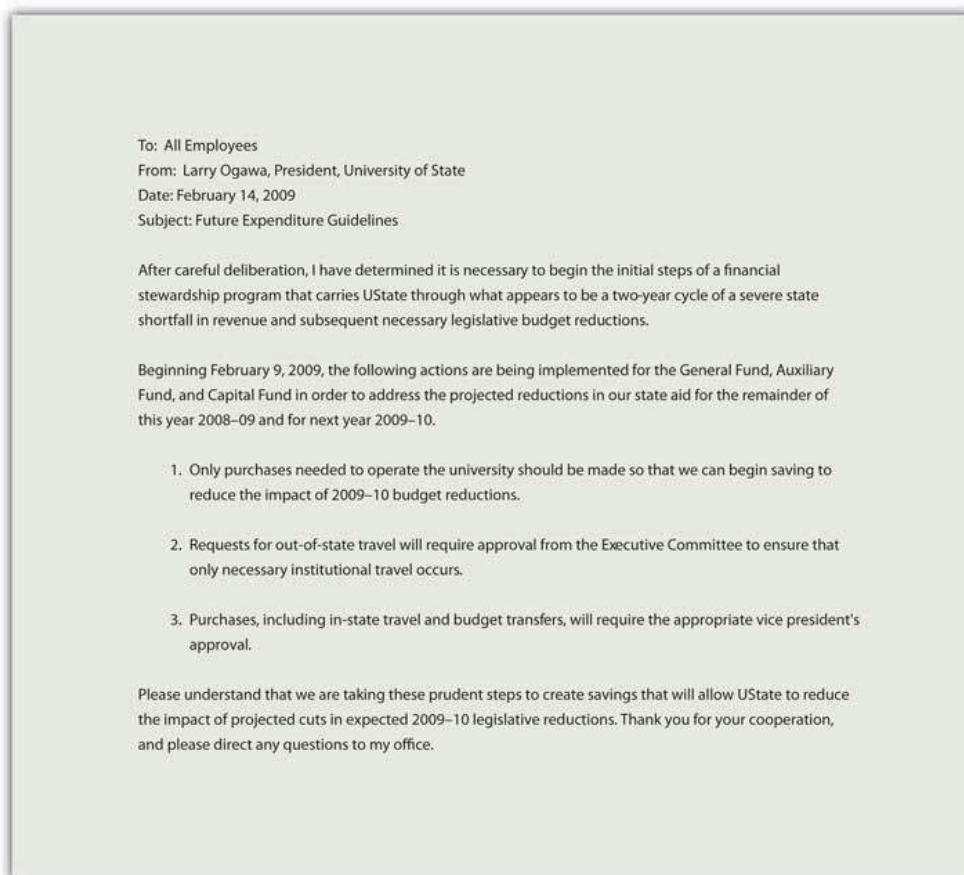 To: All Employees
From: Larry Ogawa, President, University of State
Date: February 14, 2009
Subject: Future Expenditure Guidelines
After careful deliberation, I have determined it is necessary to begin the initial steps of a financial
stewardship program that carries UState through what appears to be a two-year cycle of a severe state
shortfall in revenue and subsequent necessary legislative budget reductions.
Beginning February 9, 2009, the following actions are being implemented for the General Fund, Auxiliary
Fund, and Capital Fund in order to address the projected reductions in our state aid for the remainder of
this year 2008–09 and for next year 2009–10.
1. Only purchases needed to operate the university should be made so that we can begin saving to
reduce the impact of 2009–10 budget reductions.
2. Requests for out-of-state travel will require approval from the Executive Committee to ensure that
only necessary institutional travel occurs.
3. Purchases, including in-state travel and budget transfers, will require the appropriate vice president's
approval.
Please understand that we are taking these prudent steps to create savings that will allow UState to reduce
the impact of projected cuts in expected 2009–10 legislative reductions. Thank you for your cooperation,
and please direct any questions to my office.